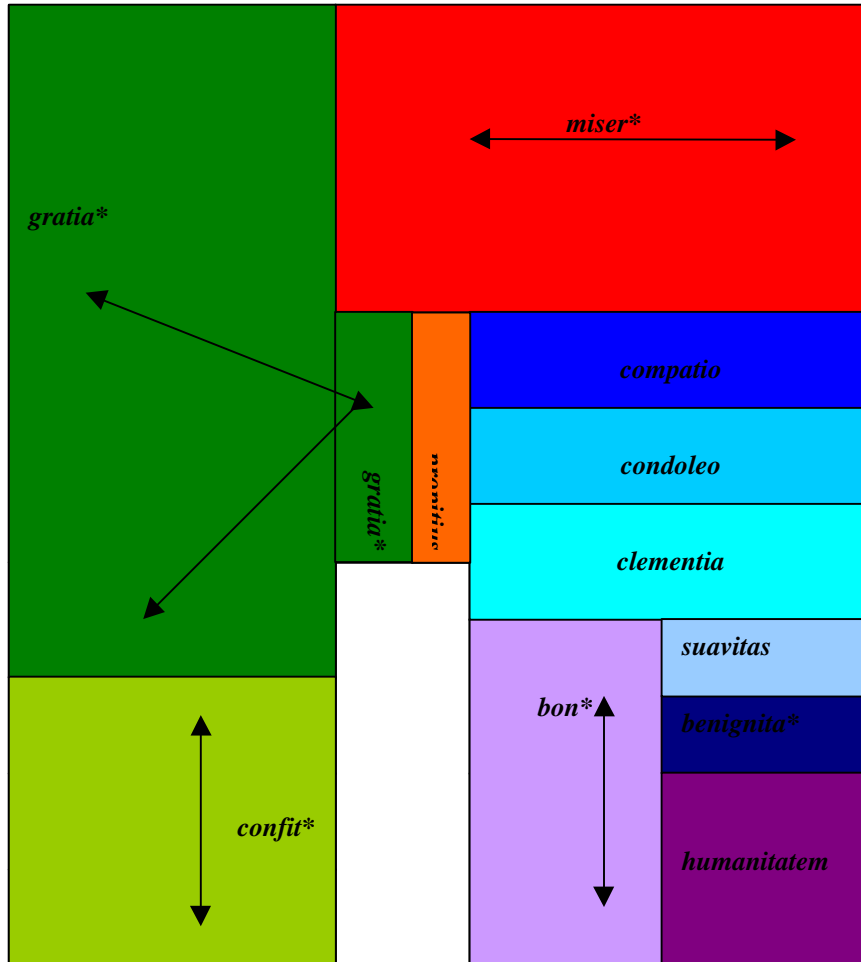 miser*
gratia*
compatio
gratia*
condoleo
clementia
suavitas
bon*
benignita*
confit*
humanitatem